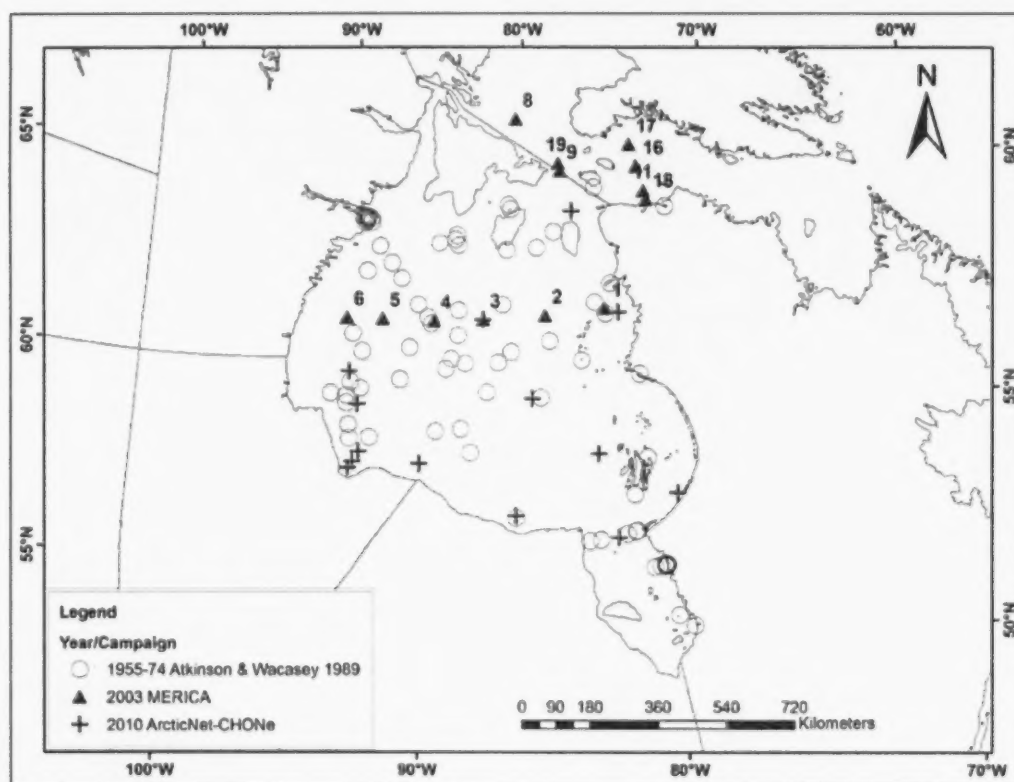 100°W 90°W 80°W 70°W 60°W
N
65°N
60°N
8
17
19 9
16
11
18
6 5 4 3 2
60°N
55°N
55°N
50°N
Legend
Year/Campaign
1955-74 Atkinson & Wacasey 1989
2003 MERICA
2010 ArcticNet-CHONe
0 90 180 360 540 720
Kilometers
100°W 90°W 80°W 70°W